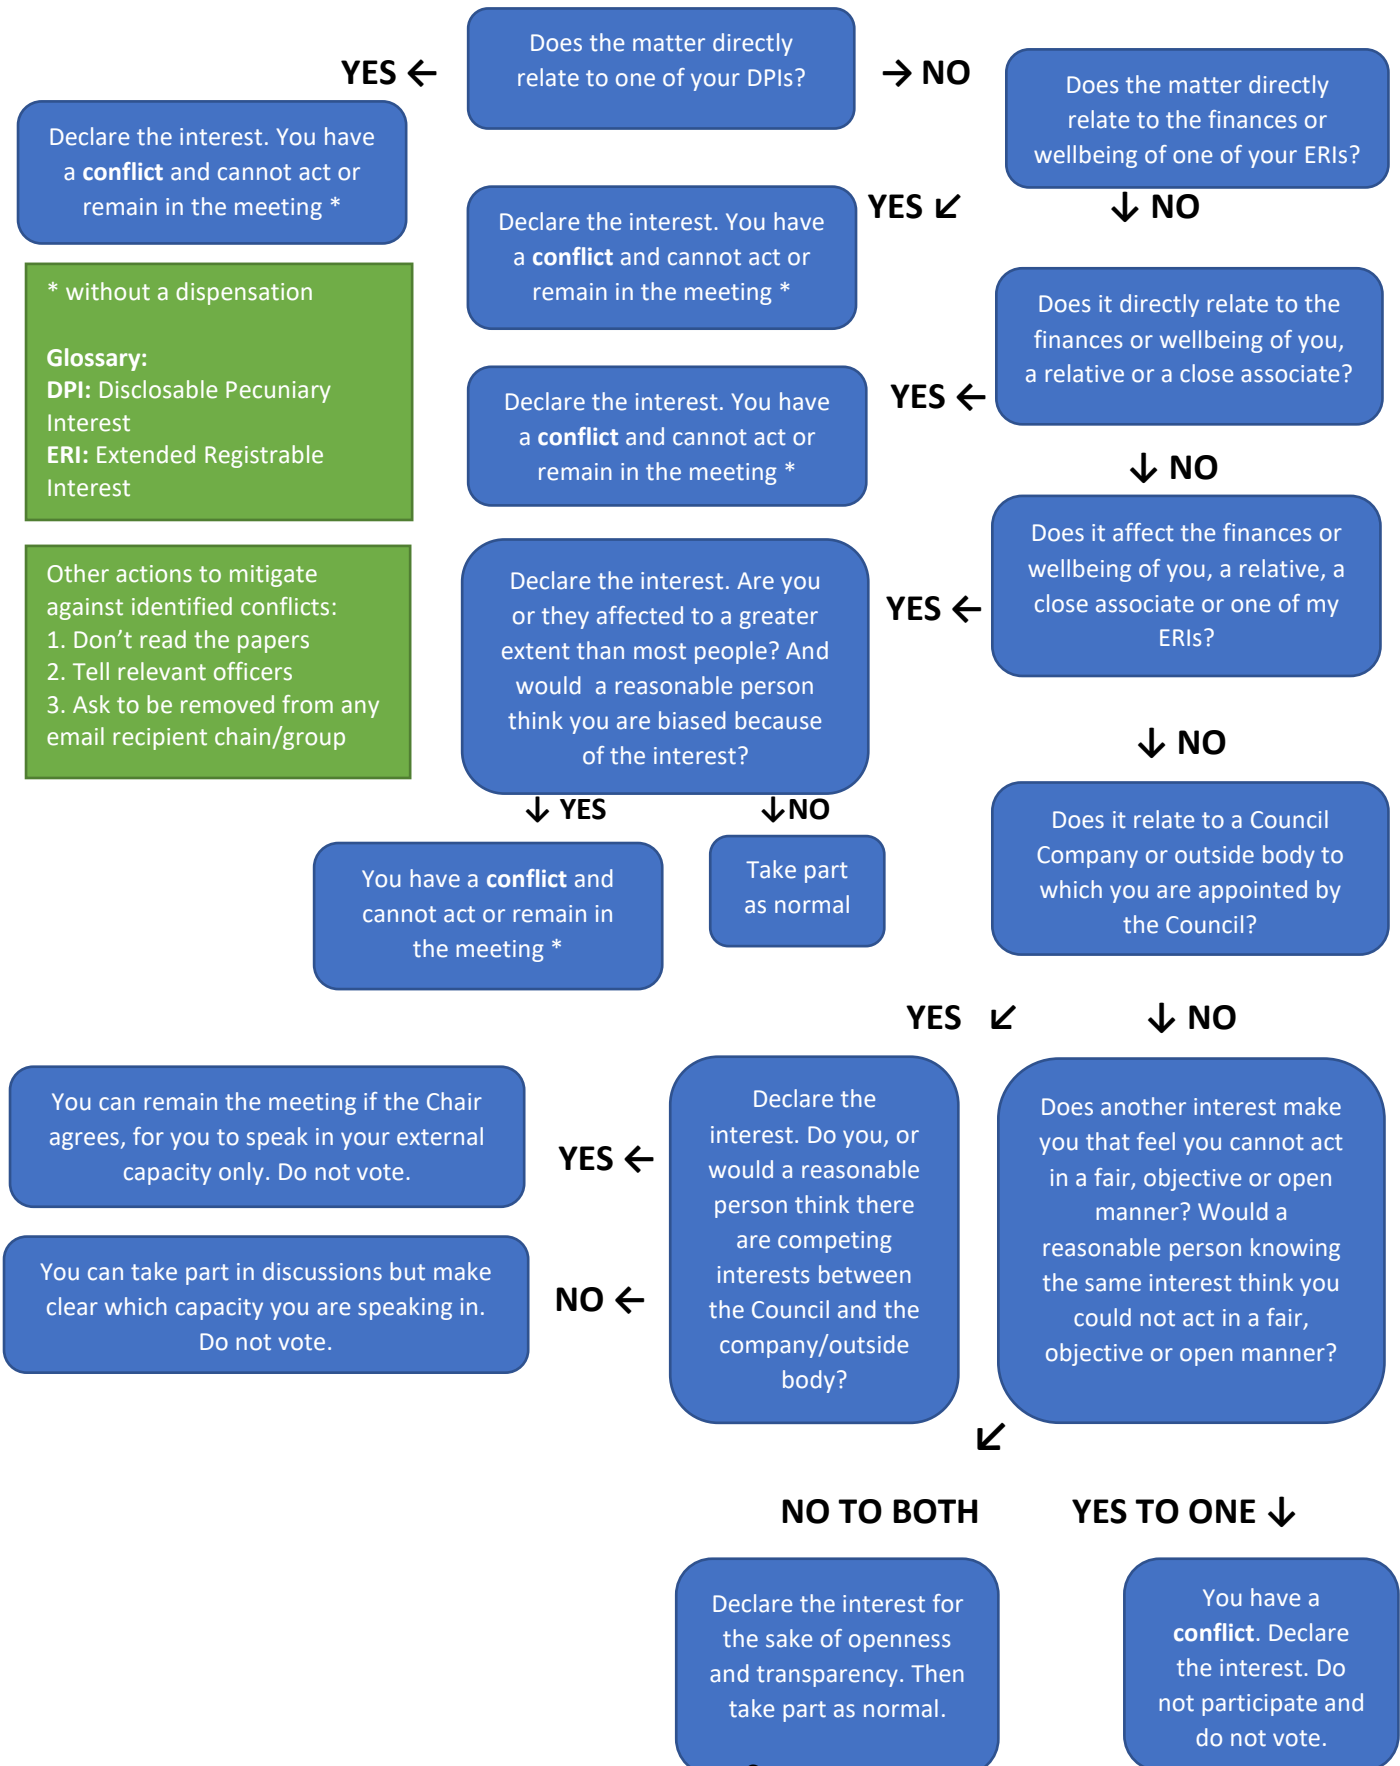 Does the matter directly
relate to one of your DPIs?
YES ←
→ NO
Does the matter directly
relate to the finances or
wellbeing of one of your ERIs?
Declare the interest. You have
a conflict and cannot act or
remain in the meeting *
YES ↙
↓ NO
Declare the interest. You have
a conflict and cannot act or
remain in the meeting *
* without a dispensation
Glossary:
DPI: Disclosable Pecuniary
Interest
ERI: Extended Registrable
Interest
Does it directly relate to the
finances or wellbeing of you,
a relative or a close associate?
YES ←
Declare the interest. You have
a conflict and cannot act or
remain in the meeting *
↓ NO
Does it affect the finances or
wellbeing of you, a relative, a
close associate or one of my
ERIs?
YES ←
Declare the interest. Are you
or they affected to a greater
extent than most people? And
would a reasonable person
think you are biased because
of the interest?
Other actions to mitigate
against identified conflicts:
1. Don’t read the papers
2. Tell relevant officers
3. Ask to be removed from any
email recipient chain/group
↓ NO
↓ YES
↓NO
You have a conflict and
cannot act or remain in
the meeting *
Take part
as normal
Does it relate to a Council
Company or outside body to
which you are appointed by
the Council?
YES ↙
↓ NO
Declare the
interest. Do you, or
would a reasonable
person think there
are competing
interests between
the Council and the
company/outside
body?
YES ←
You can remain the meeting if the Chair
agrees, for you to speak in your external
capacity only. Do not vote.
NO ←
You can take part in discussions but make
clear which capacity you are speaking in.
Do not vote.
Does another interest make
you that feel you cannot act
in a fair, objective or open
manner? Would a
reasonable person knowing
the same interest think you
could not act in a fair,
objective or open manner?
↙
NO TO BOTH
YES TO ONE ↓
Declare the interest for
the sake of openness
and transparency. Then
take part as normal.
You have a
conflict. Declare
the interest. Do
not participate and
do not vote.